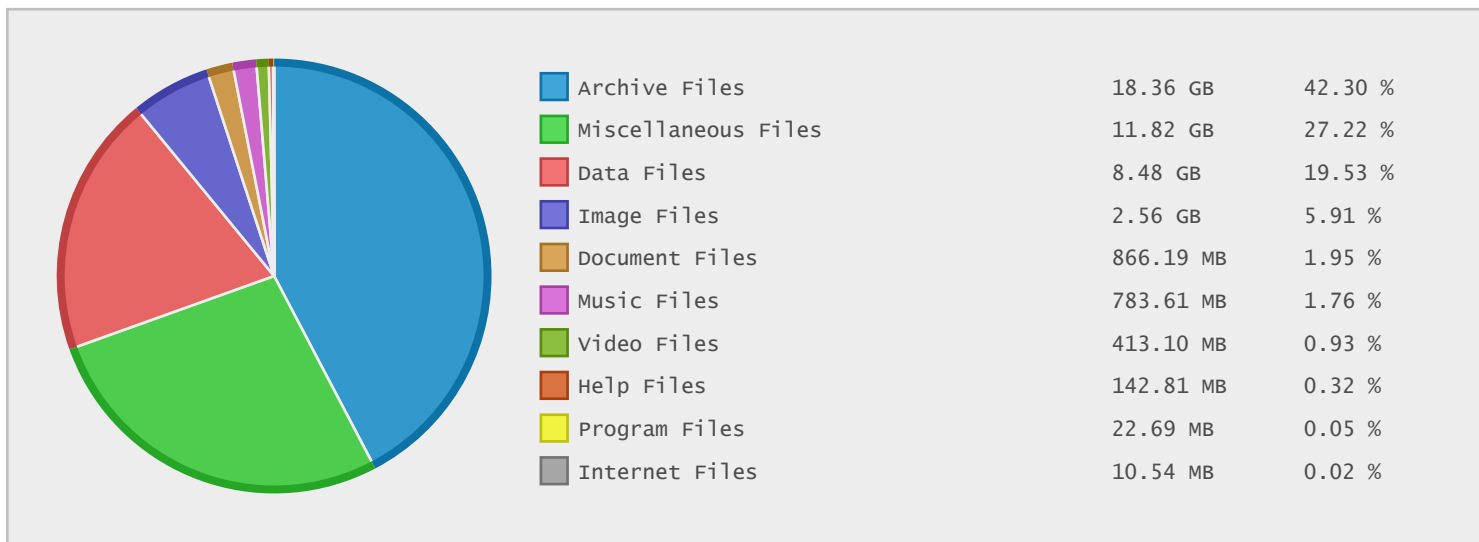 Archive Files 18.36 GB 42.30 %
Miscellaneous Files 11.82 GB 27.22 %
Data Files 8.48 GB 19.53 %
Image Files 2.56 GB 5.91 %
Document Files 866.19 MB 1.95 %
Music Files 783.61 MB 1.76 %
Video Files 413.10 MB 0.93 %
Help Files 142.81 MB 0.32 %
Program Files 22.69 MB 0.05 %
Internet Files 10.54 MB 0.02 %